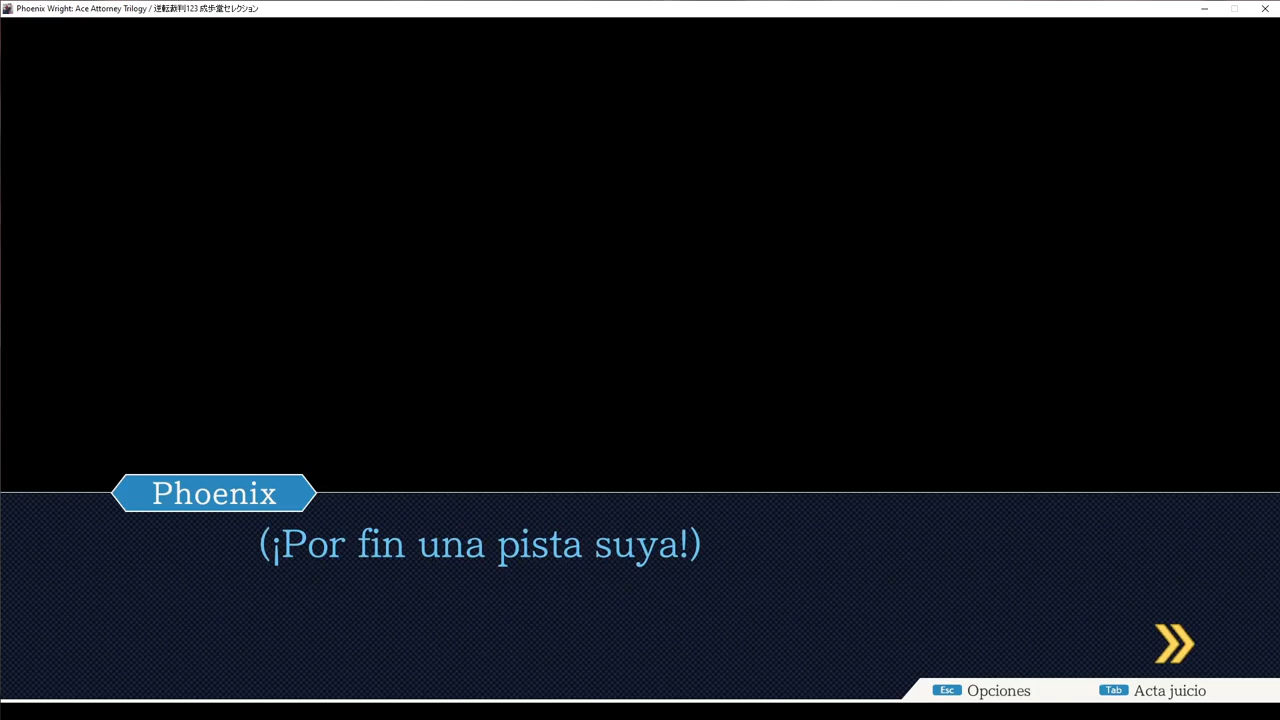 Phoenix Wright: Ace Attorney Trilogy / 逆転裁判123 成歩堂セレクション
Phoenix
(¡Por fin una pista suya!)
Esc Opciones Tab Acta juicio